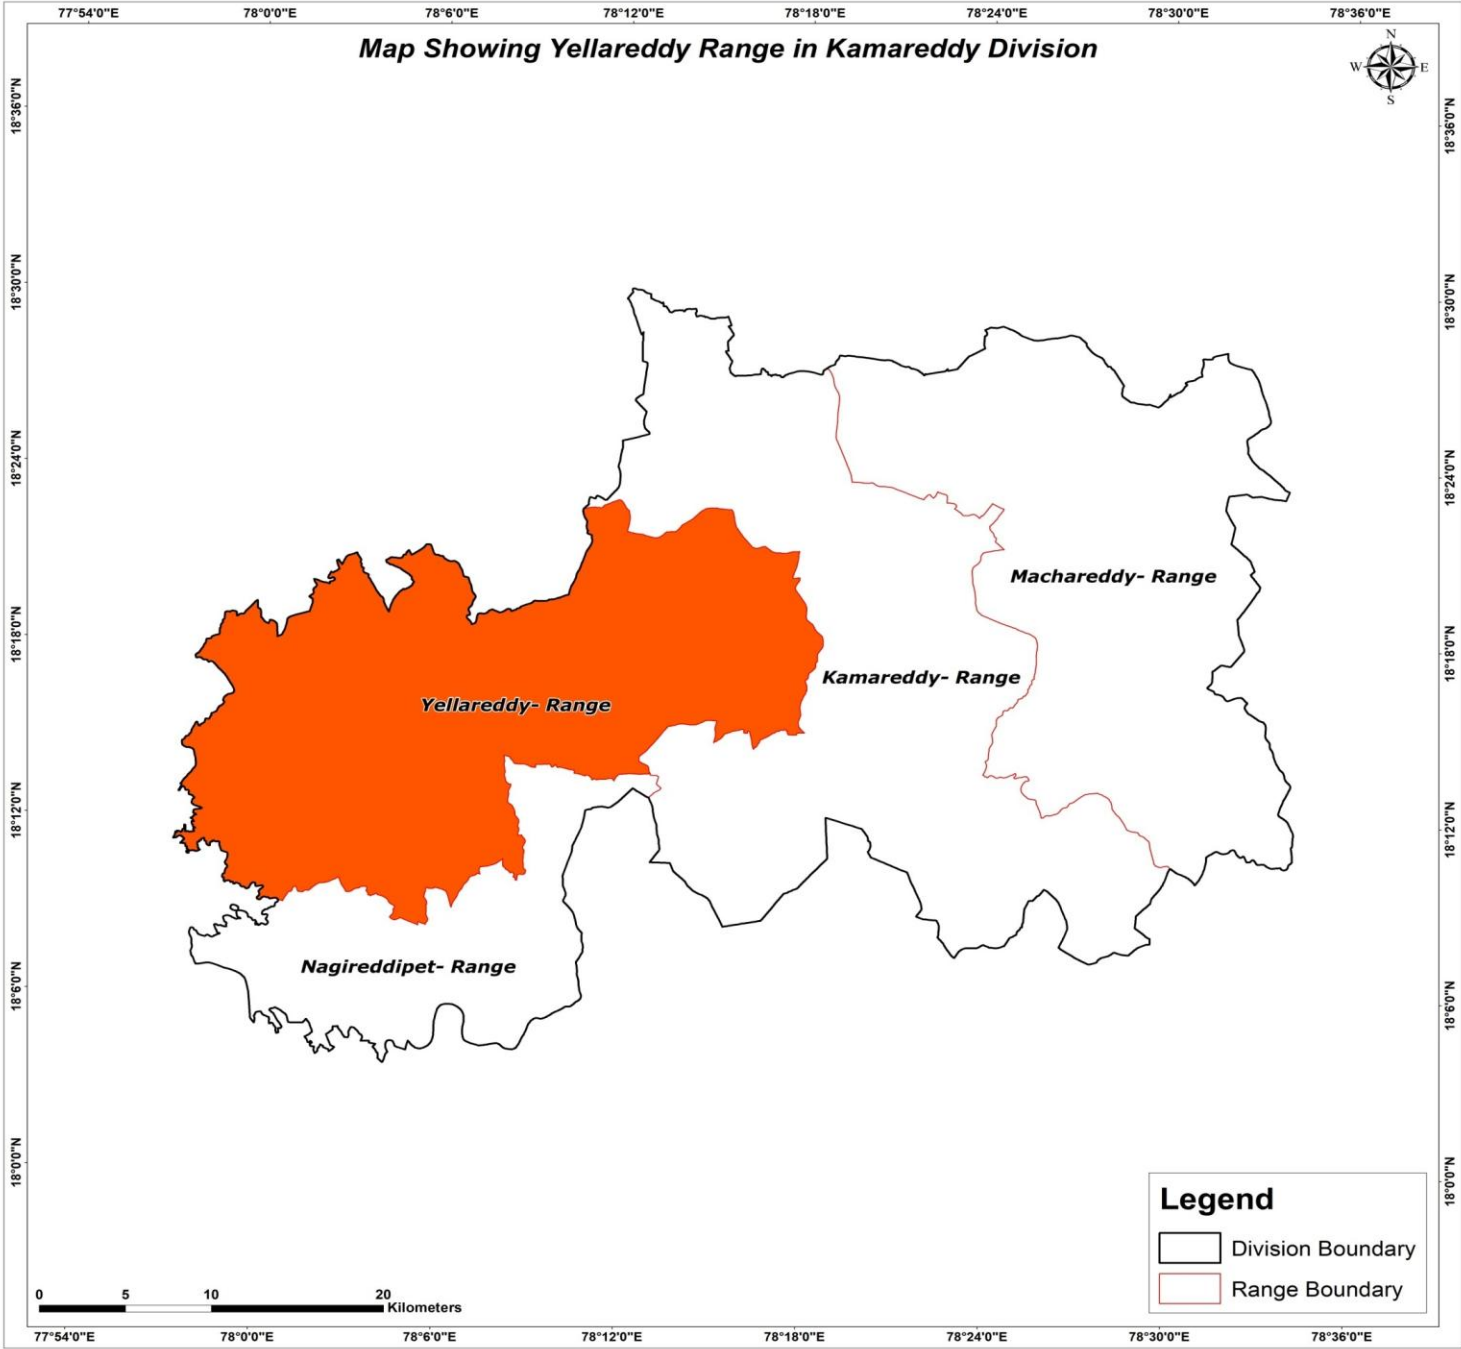 77°54'0"E 78°0'0"E 78°6'0"E 78°12'0"E 78°18'0"E 78°24'0"E 78°30'0"E 78°36'0"E
Map Showing Yellareddy Range in Kamareddy Division
N
W E
S
18°36'0"N 18°36'0"N
18°30'0"N 18°30'0"N
18°24'0"N 18°24'0"N
Machareddy- Range
18°18'0"N 18°18'0"N
Kamareddy- Range
Yellareddy- Range
18°12'0"N 18°12'0"N
Nagireddipet- Range
18°6'0"N 18°6'0"N
18°0'0"N 18°0'0"N
Legend
Division Boundary
Range Boundary
0 5 10 20
Kilometers
77°54'0"E 78°0'0"E 78°6'0"E 78°12'0"E 78°18'0"E 78°24'0"E 78°30'0"E 78°36'0"E